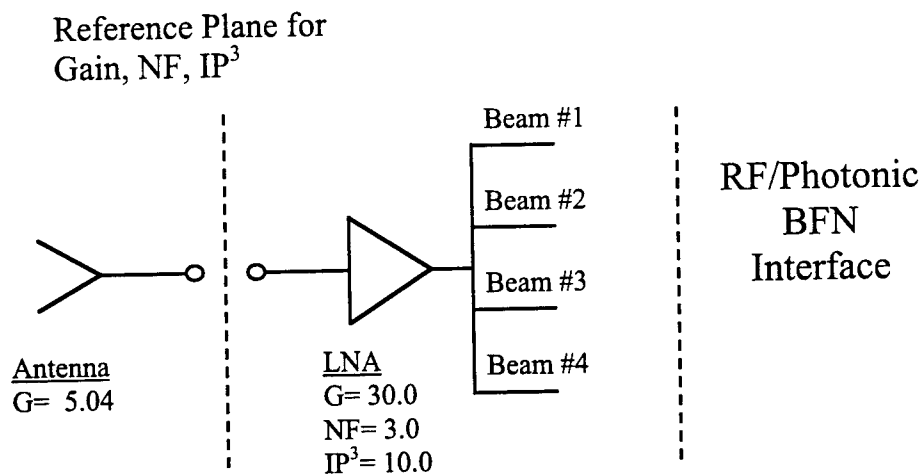 Reference Plane for
Gain, NF, IP³
Beam #1
Beam #2
Beam #3
Beam #4
RF/Photonic
BFN
Interface
Antenna
G= 5.04
LNA
G= 30.0
NF= 3.0
IP³= 10.0